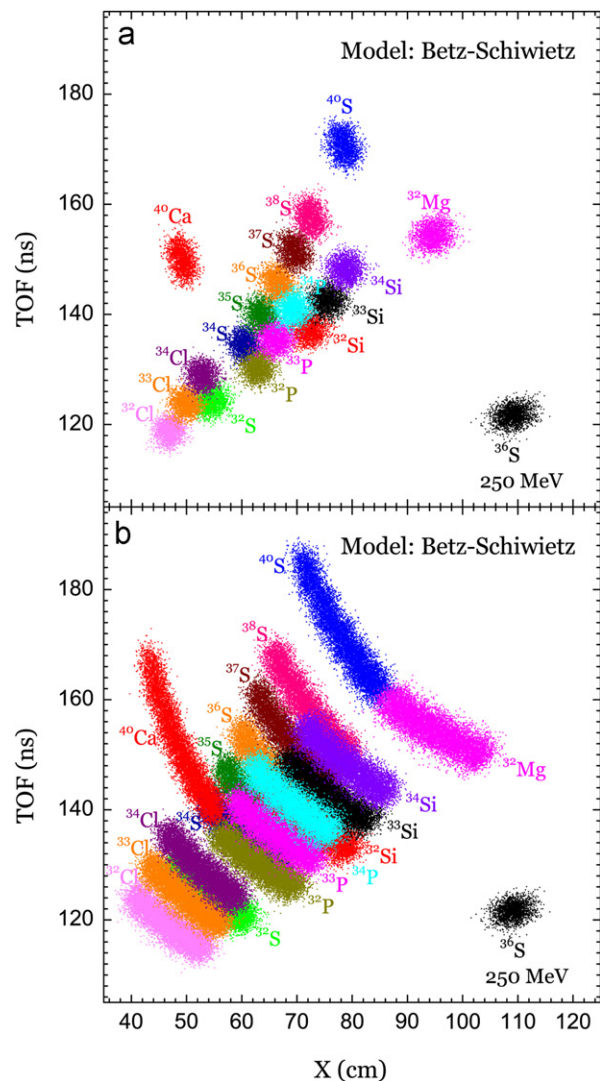 a
Model: Betz-Schiwietz
⁴⁰S
³²Mg
⁴⁰Ca
³⁸S
³⁷S
³⁶S
³⁴Si
³⁵S
³³Si
³⁴S
³²Si
³⁴Cl
³³P
³³Cl
³²P
³²Cl
³²S
³⁶S
250 MeV
TOF (ns)
180
160
140
120
b
Model: Betz-Schiwietz
⁴⁰S
³⁸S
³⁷S
³⁶S
⁴⁰Ca
³²Mg
³⁵S
³⁴Si
³⁴Cl
³⁴S
³³Si
³³Cl
³²Si
³²Cl
³⁴P
³³P
³²P
³²S
³⁶S
250 MeV
TOF (ns)
180
160
140
120
40 50 60 70 80 90 100 110 120
X (cm)